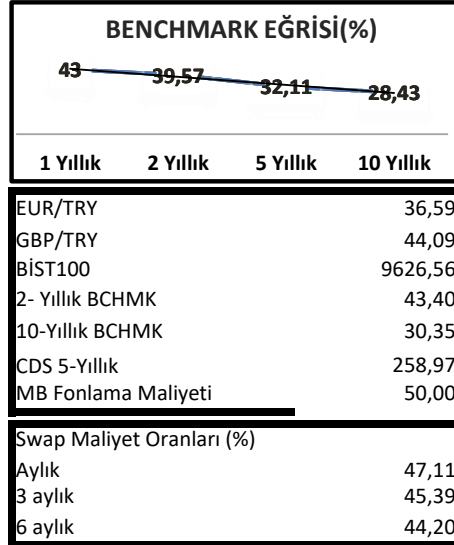 BENCHMARK EĞRİSİ(%)
43 39,57 32,11 28,43
1 Yıllık 2 Yıllık 5 Yıllık 10 Yıllık
EUR/TRY 36,59
GBP/TRY 44,09
BİST100 9626,56
2- Yıllık BCHMK 43,40
10-Yıllık BCHMK 30,35
CDS 5-Yıllık 258,97
MB Fonlama Maliyeti 50,00
Swap Maliyet Oranları (%)
Aylık 47,11
3 aylık 45,39
6 aylık 44,20